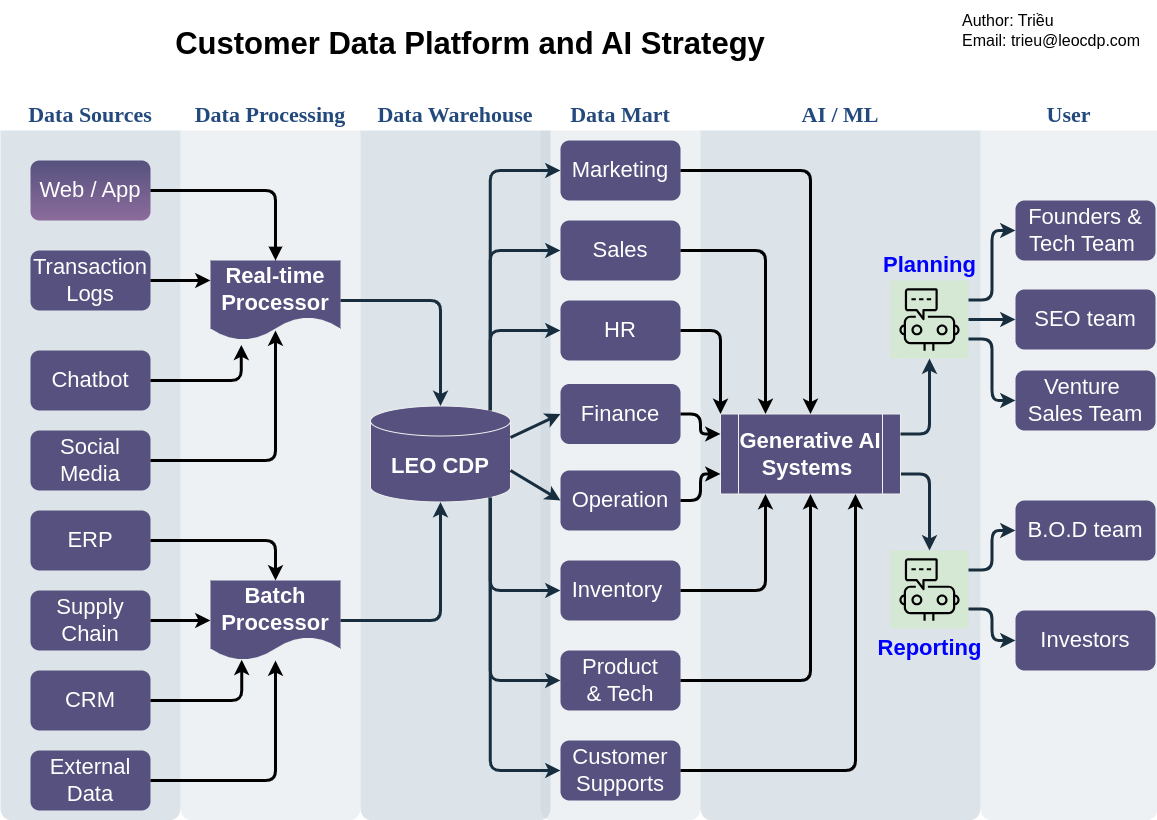 Customer Data Platform and AI Strategy
Author: Triều
Email: trieu@leocdp.com
Data Sources
Data Processing
Data Warehouse
Data Mart
AI / ML
User
Web / App
Transaction
Logs
Chatbot
Social
Media
ERP
Supply
Chain
CRM
External
Data
Real-time
Processor
Batch
Processor
LEO CDP
Marketing
Sales
HR
Finance
Operation
Inventory
Product
& Tech
Customer
Supports
Generative AI
Systems
Planning
Reporting
Founders &
Tech Team
SEO team
Venture
Sales Team
B.O.D team
Investors